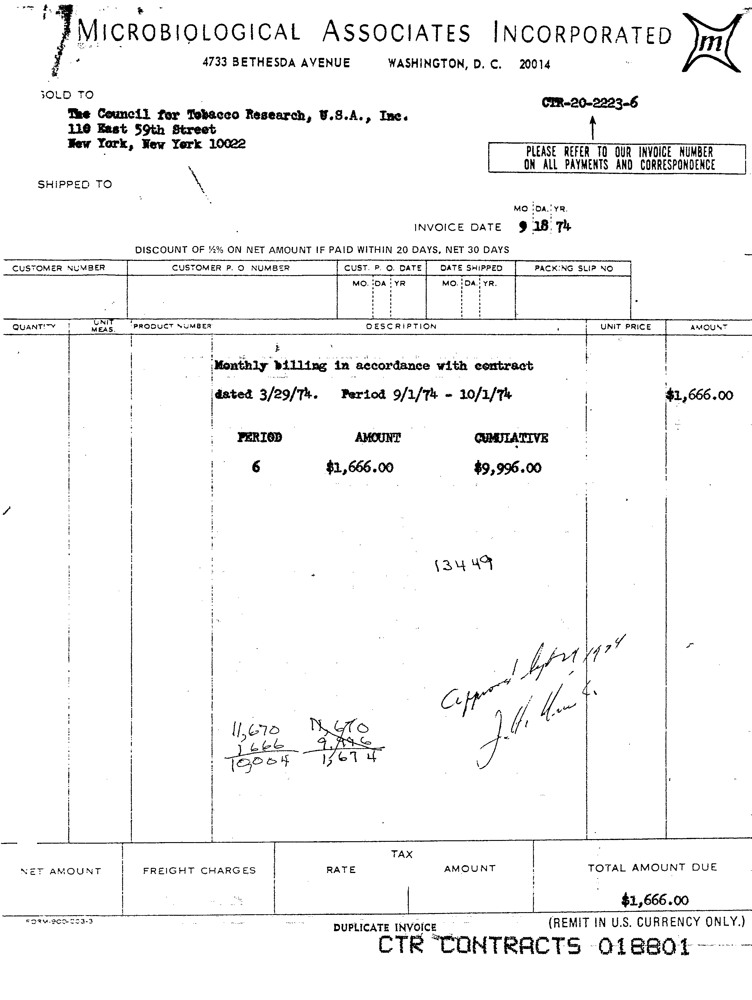 MICROBIOLOGICAL ASSOCIATES INCORPORATED
m
4733 BETHESDA AVENUE WASHINGTON, D. C. 20014
SOLD TO
The Council for Tobacco Research, U.S.A., Inc.
110 East 59th Street
New York, New York 10022
CTR-20-2223-6
PLEASE REFER TO OUR INVOICE NUMBER
ON ALL PAYMENTS AND CORRESPONDENCE
SHIPPED TO
MO. DA. YR.
INVOICE DATE 9 18 74
DISCOUNT OF ½% ON NET AMOUNT IF PAID WITHIN 20 DAYS, NET 30 DAYS
CUSTOMER NUMBER CUSTOMER P. O. NUMBER CUST. P. O. DATE DATE SHIPPED PACKING SLIP NO
MO. DA YR MO. DA. YR.
QUANTITY UNIT MEAS. PRODUCT NUMBER DESCRIPTION UNIT PRICE AMOUNT
Monthly billing in accordance with contract
dated 3/29/74. Period 9/1/74 - 10/1/74 $1,666.00
PERIOD AMOUNT CUMULATIVE
6 $1,666.00 $9,996.00
13449
Approved Sept 1974
11,670 11,670
1,666 9,996
10,004 1,674
TAX
NET AMOUNT FREIGHT CHARGES RATE AMOUNT TOTAL AMOUNT DUE
$1,666.00
FORM-900-003-3
DUPLICATE INVOICE (REMIT IN U.S. CURRENCY ONLY.)
CTR CONTRACTS 018801